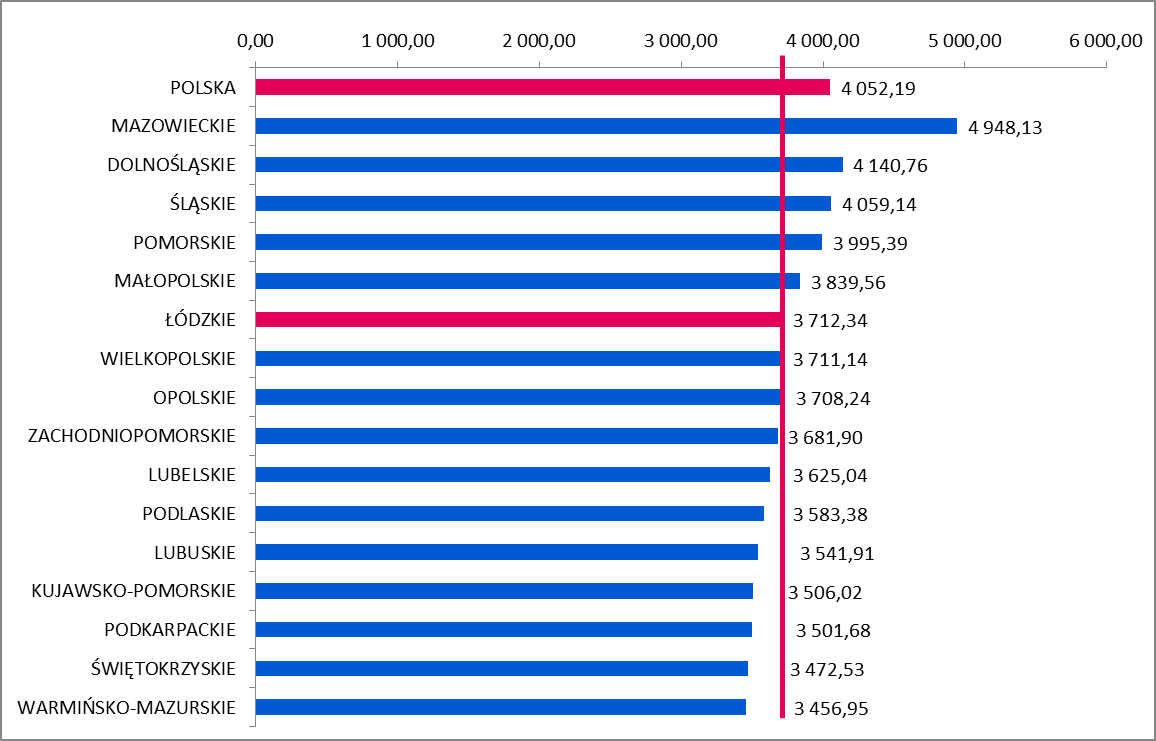 0,00 1 000,00 2 000,00 3 000,00 4 000,00 5 000,00 6 000,00
POLSKA 4 052,19
MAZOWIECKIE 4 948,13
DOLNOŚLĄSKIE 4 140,76
ŚLĄSKIE 4 059,14
POMORSKIE 3 995,39
MAŁOPOLSKIE 3 839,56
ŁÓDZKIE 3 712,34
WIELKOPOLSKIE 3 711,14
OPOLSKIE 3 708,24
ZACHODNIOPOMORSKIE 3 681,90
LUBELSKIE 3 625,04
PODLASKIE 3 583,38
LUBUSKIE 3 541,91
KUJAWSKO-POMORSKIE 3 506,02
PODKARPACKIE 3 501,68
ŚWIĘTOKRZYSKIE 3 472,53
WARMIŃSKO-MAZURSKIE 3 456,95